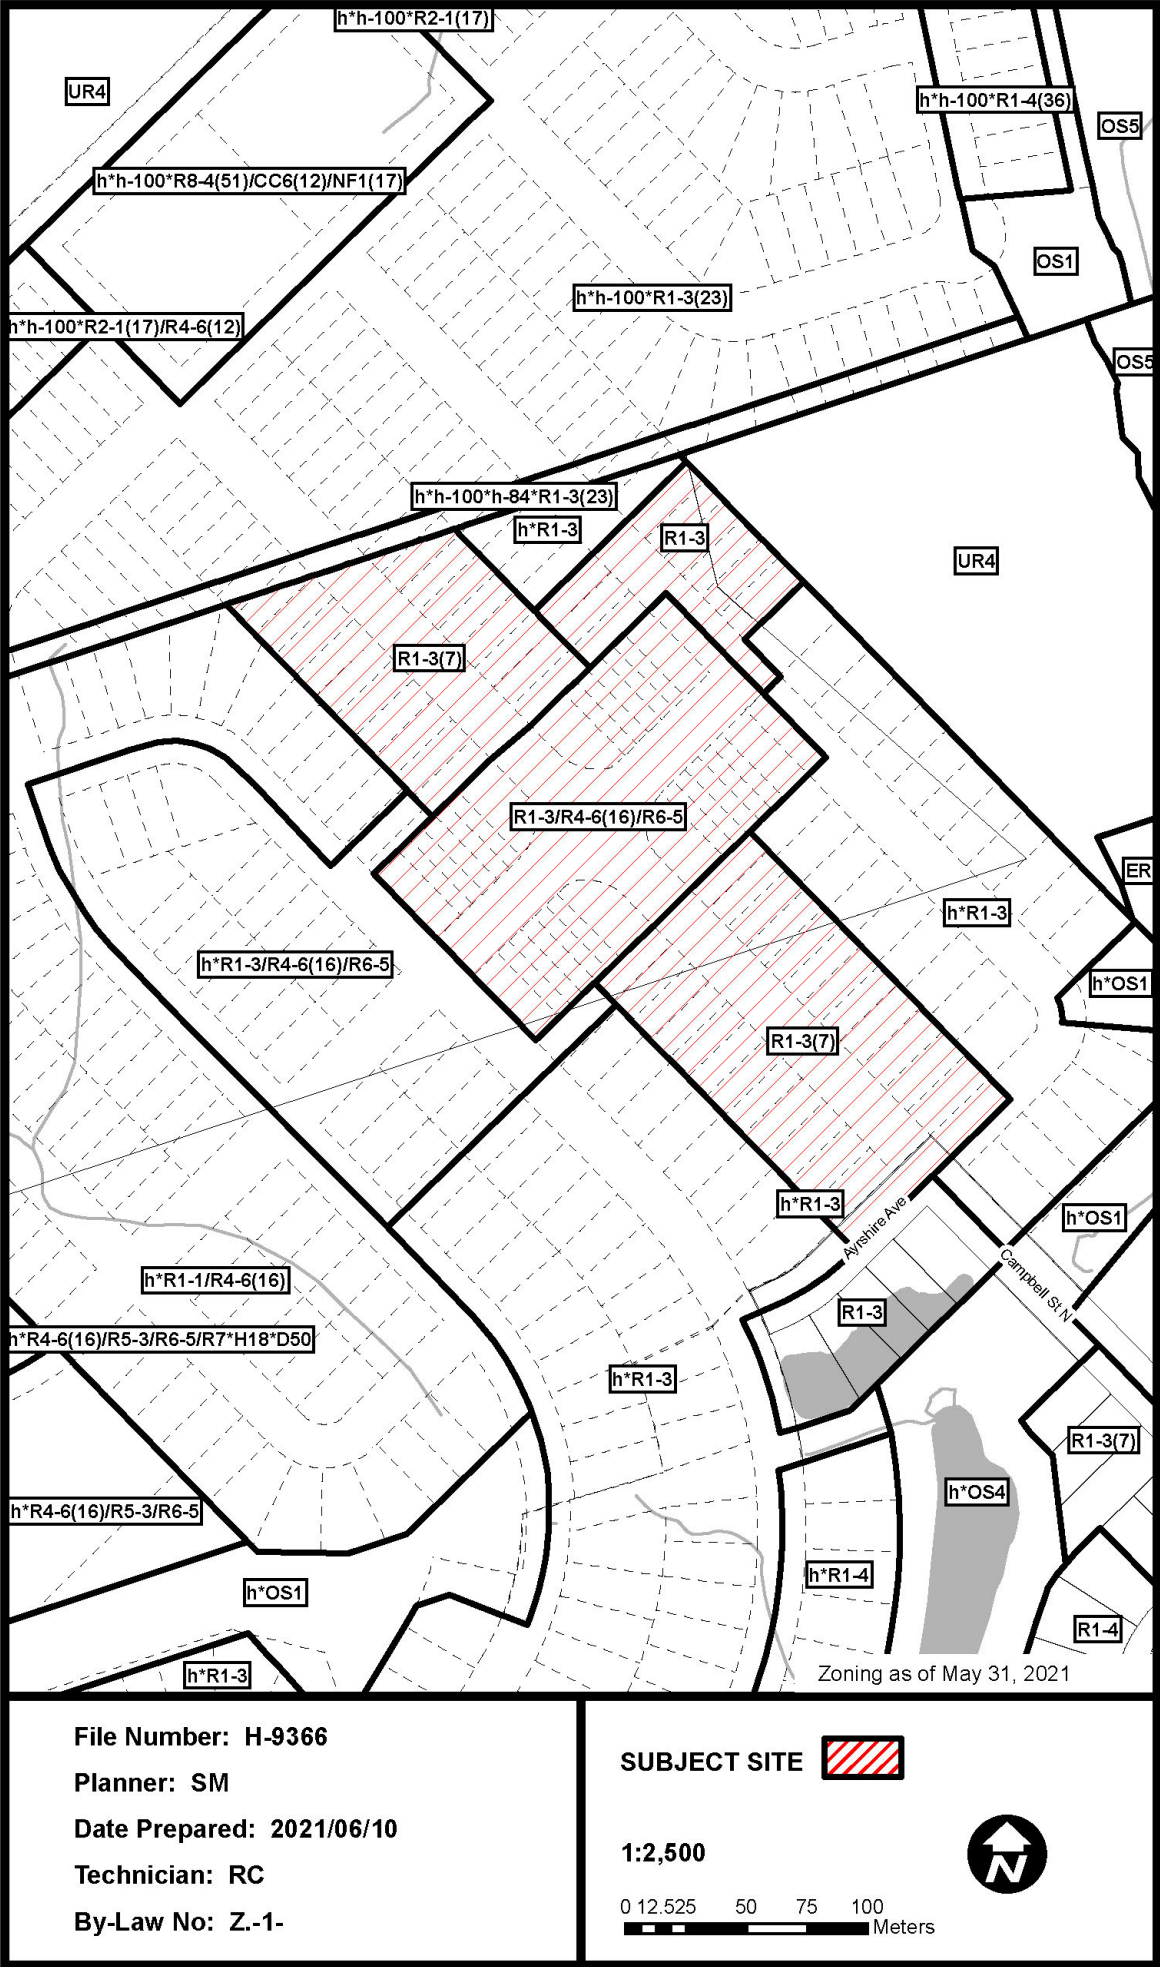 h*h-100*R2-1(17)
UR4
h*h-100*R1-4(36)
OS5
h*h-100*R8-4(51)/CC6(12)/NF1(17)
OS1
h*h-100*R1-3(23)
h*h-100*R2-1(17)/R4-6(12)
OS5
h*h-100*h-84*R1-3(23)
h*R1-3
R1-3
UR4
R1-3(7)
R1-3/R4-6(16)/R6-5
ER
h*R1-3
h*R1-3/R4-6(16)/R6-5
h*OS1
R1-3(7)
h*R1-3
Ayrshire Ave
h*OS1
h*R1-1/R4-6(16)
Campbell St N
R1-3
h*R4-6(16)/R5-3/R6-5/R7*H18*D50
h*R1-3
R1-3(7)
h*OS4
h*R4-6(16)/R5-3/R6-5
h*R1-4
h*OS1
R1-4
h*R1-3
Zoning as of May 31, 2021
File Number: H-9366
Planner: SM
Date Prepared: 2021/06/10
Technician: RC
By-Law No: Z.-1-
SUBJECT SITE
1:2,500
N
0 12.525 50 75 100
Meters